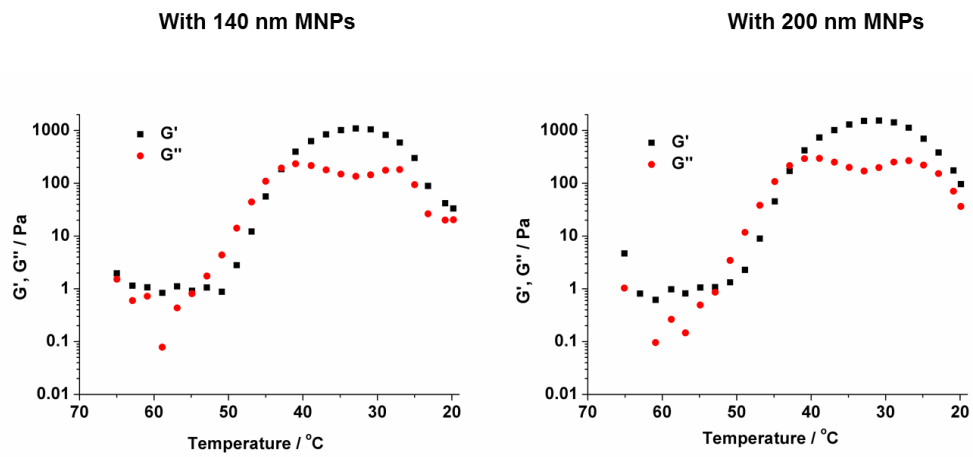 With 140 nm MNPs
With 200 nm MNPs
G', G'' / Pa
1000
100
10
1
0.1
0.01
G'
G''
70
60
50
40
30
20
Temperature / °C
G', G'' / Pa
1000
100
10
1
0.1
0.01
G'
G''
70
60
50
40
30
20
Temperature / °C